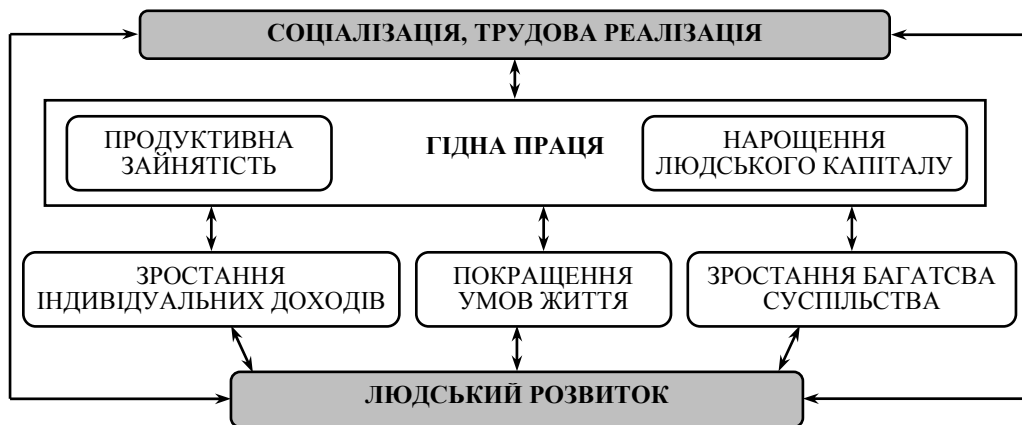 СОЦІАЛІЗАЦІЯ, ТРУДОВА РЕАЛІЗАЦІЯ
ПРОДУКТИВНА
ЗАЙНЯТІСТЬ
ГІДНА ПРАЦЯ
НАРОЩЕННЯ
ЛЮДСЬКОГО КАПІТАЛУ
ЗРОСТАННЯ
ІНДИВІДУАЛЬНИХ ДОХОДІВ
ПОКРАЩЕННЯ
УМОВ ЖИТТЯ
ЗРОСТАННЯ БАГАТСВА
СУСПІЛЬСТВА
ЛЮДСЬКИЙ РОЗВИТОК